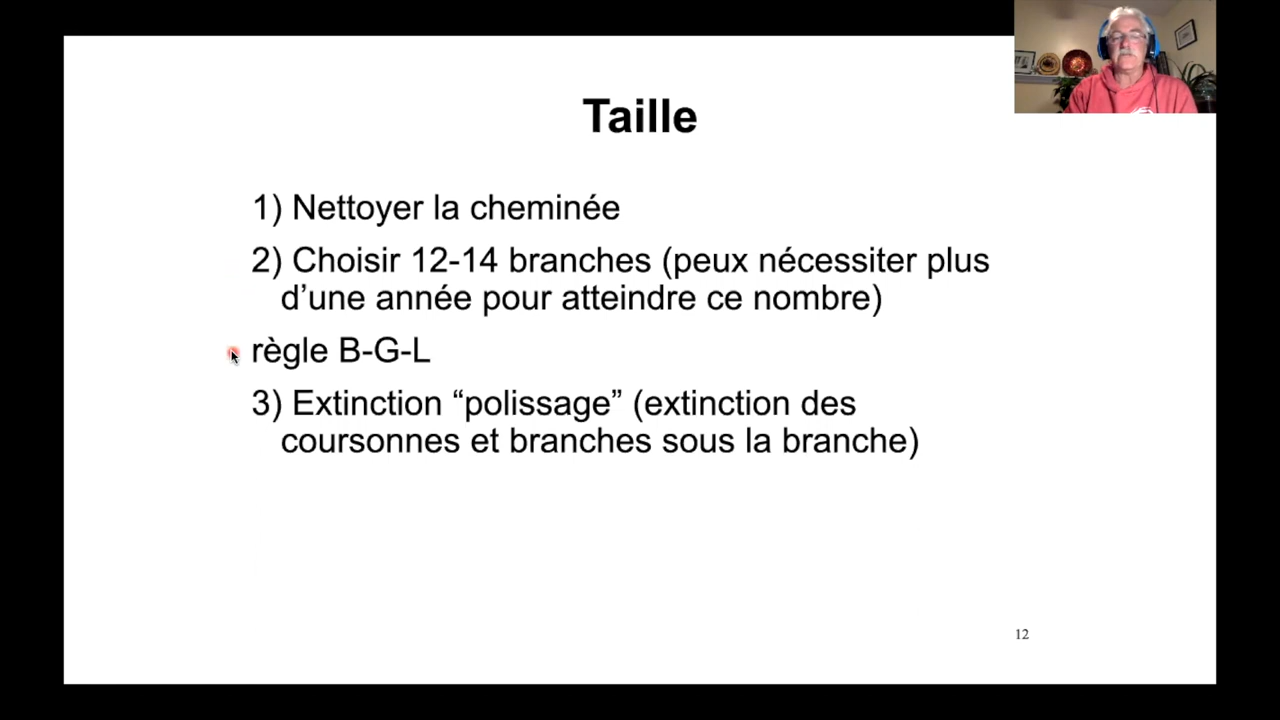 Taille
1) Nettoyer la cheminée
2) Choisir 12-14 branches (peux nécessiter plus
d’une année pour atteindre ce nombre)
règle B-G-L
3) Extinction “polissage” (extinction des
coursonnes et branches sous la branche)
12